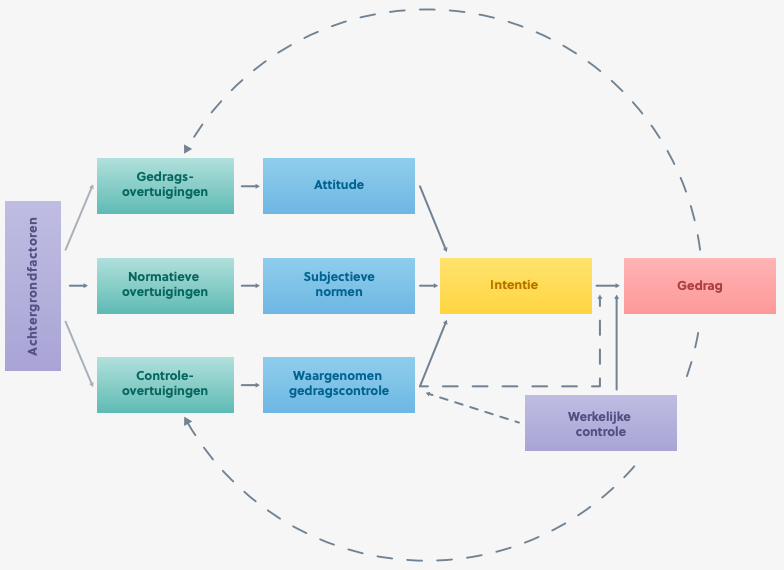 Achtergrondfactoren
Gedrags-
overtuigingen
Attitude
Normatieve
overtuigingen
Subjectieve
normen
Intentie
Gedrag
Controle-
overtuigingen
Waargenomen
gedragscontrole
Werkelijke
controle